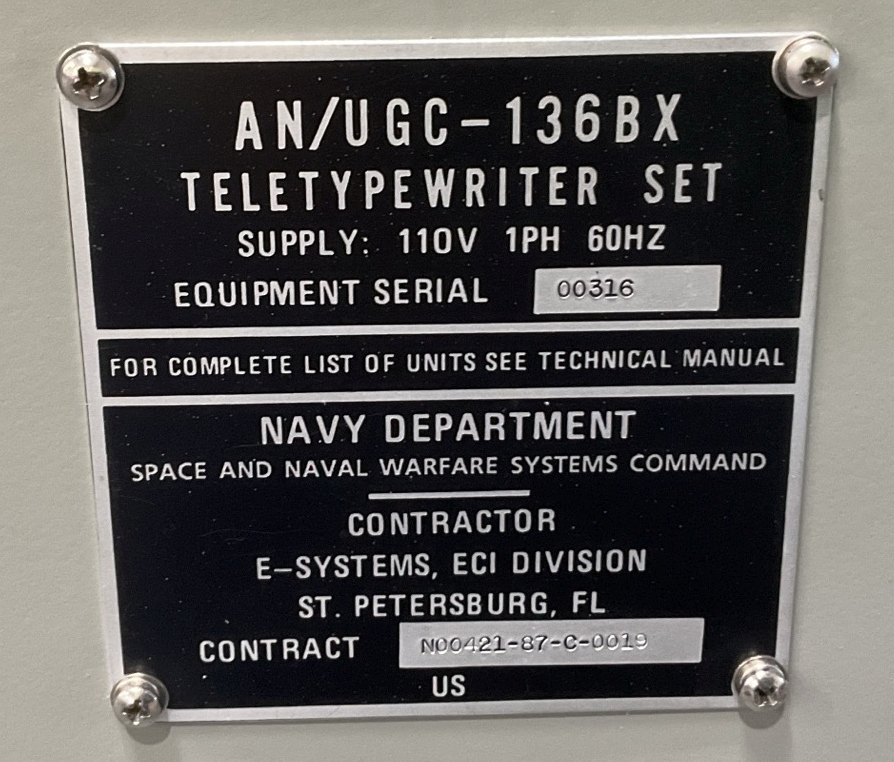 AN/UGC-136BX
TELETYPEWRITER SET
SUPPLY: 110V 1PH 60HZ
EQUIPMENT SERIAL 00316
FOR COMPLETE LIST OF UNITS SEE TECHNICAL MANUAL
NAVY DEPARTMENT
SPACE AND NAVAL WARFARE SYSTEMS COMMAND
CONTRACTOR
E-SYSTEMS, ECI DIVISION
ST. PETERSBURG, FL
CONTRACT N00421-87-C-0019
US